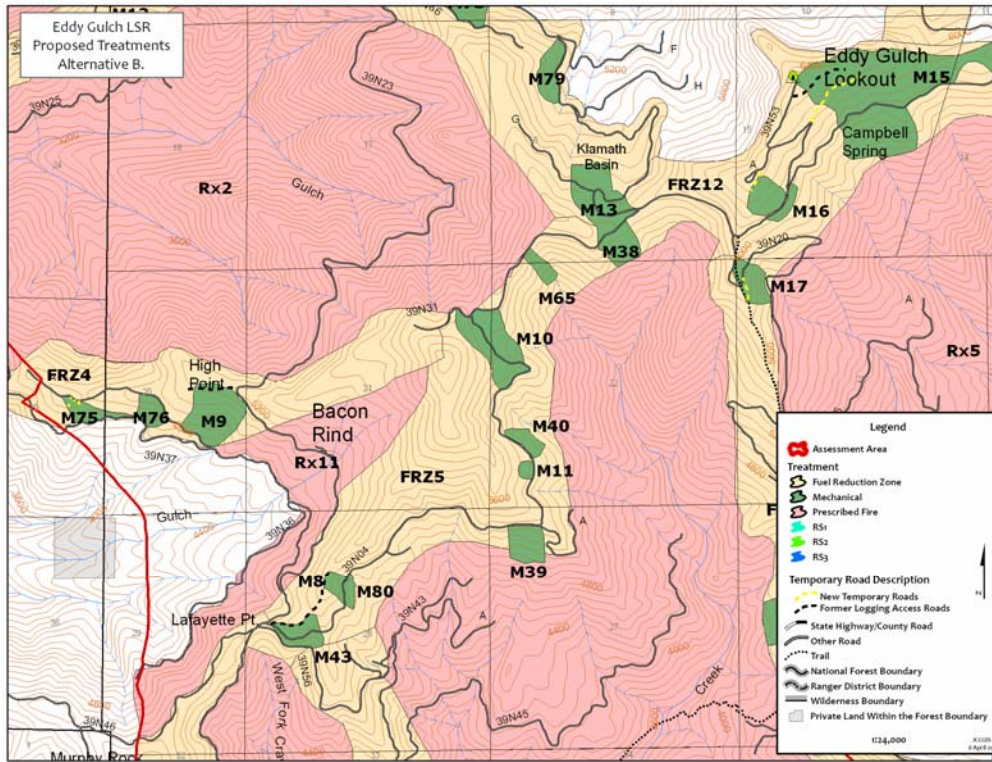 Eddy Gulch LSR
Proposed Treatments
Alternative B.
39N25
39N23
Rx2
Gulch
M79
G
F
H
5200
Klamath
Basin
M13
M38
FRZ12
39N53
A
Eddy Gulch
Lookout
M15
Campbell
Spring
M16
39N20
M17
A
Rx5
M65
39N31
M10
High
Point
FRZ4
M75
M76
M9
39N37
Bacon
Rind
Rx11
FRZ5
M40
M11
A
M39
Gulch
39N36
39N04
M8
M80
39N43
A
Lafayette Pt.
M43
39N56
West Fork
39N45
Creek
39N46
Murphy Rock
Legend
Assessment Area
Treatment
Fuel Reduction Zone
Mechanical
Prescribed Fire
RS1
RS2
RS3
Temporary Road Description
New Temporary Roads
Former Logging Access Roads
State Highway/County Road
Other Road
Trail
National Forest Boundary
Ranger District Boundary
Wilderness Boundary
Private Land Within the Forest Boundary
1:24,000